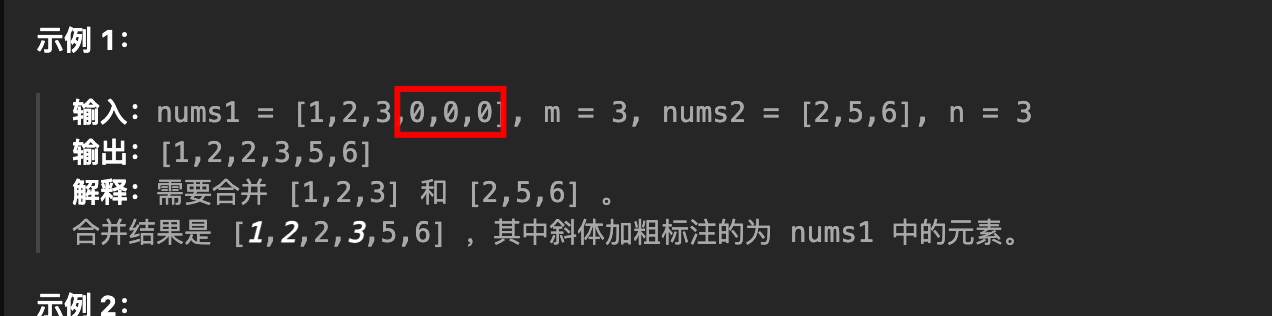 示例 1：
输入：nums1 = [1,2,3,0,0,0], m = 3, nums2 = [2,5,6], n = 3
输出：[1,2,2,3,5,6]
解释：需要合并 [1,2,3] 和 [2,5,6] 。
合并结果是 [1,2,2,3,5,6] ，其中斜体加粗标注的为 nums1 中的元素。
示例 2：